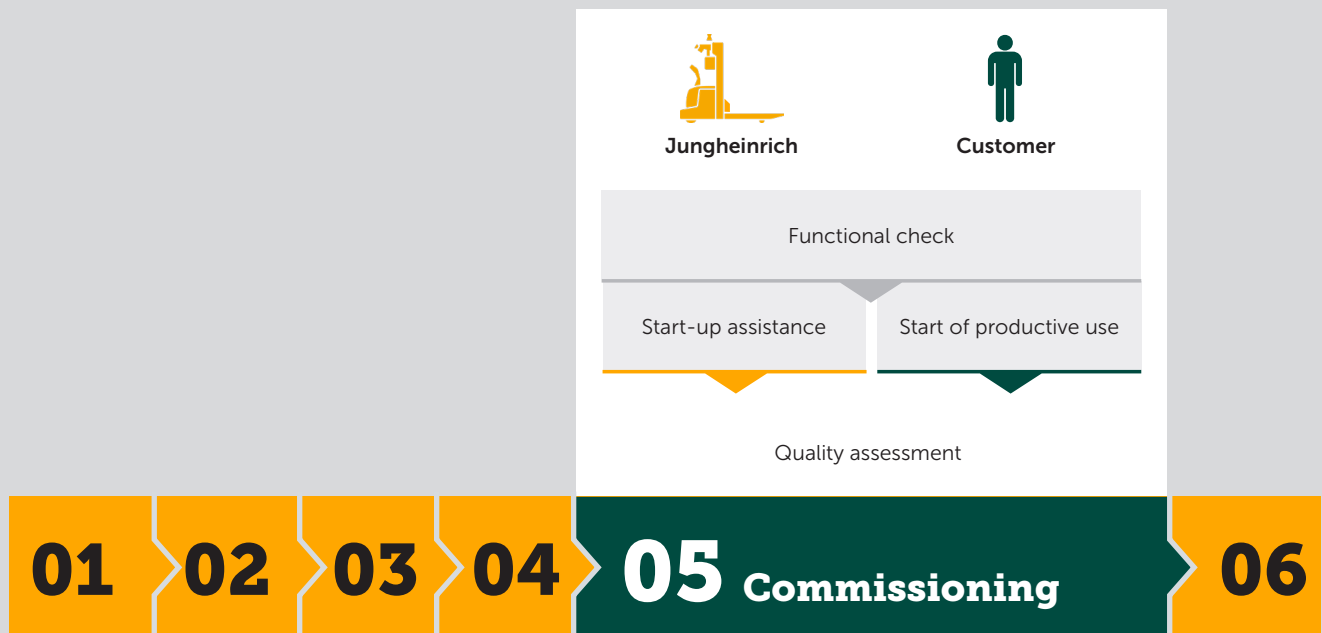 Jungheinrich
Customer
Functional check
Start-up assistance
Start of productive use
Quality assessment
01
02
03
04
05 Commissioning
06